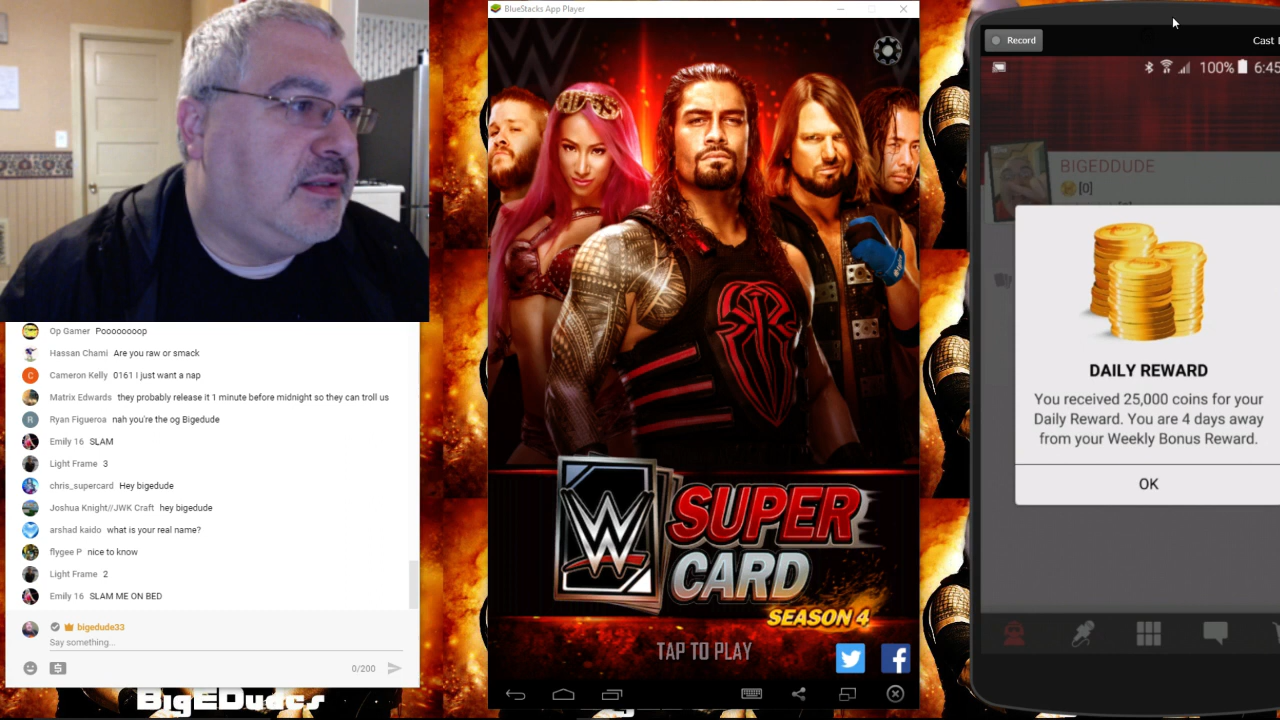 BlueStacks App Player
Record
Cast
100%
6:45
BIGEDDUDE
[0]
DAILY REWARD
You received 25,000 coins for your
Daily Reward. You are 4 days away
from your Weekly Bonus Reward.
OK
Op Gamer Poooooooop
Hassan Chami Are you raw or smack
Cameron Kelly 0161 I just want a nap
Matrix Edwards they probably release it 1 minute before midnight so they can troll us
Ryan Figueroa nah you're the og Bigedude
Emily 16 SLAM
Light Frame 3
chris_supercard Hey bigedude
Joshua Knight//JWK Craft hey bigedude
arshad kaido what is your real name?
flygee P nice to know
Light Frame 2
Emily 16 SLAM ME ON BED
bigedude33
Say something...
0/200
BigEDudes
W
SUPER
CARD
SEASON 4
TAP TO PLAY